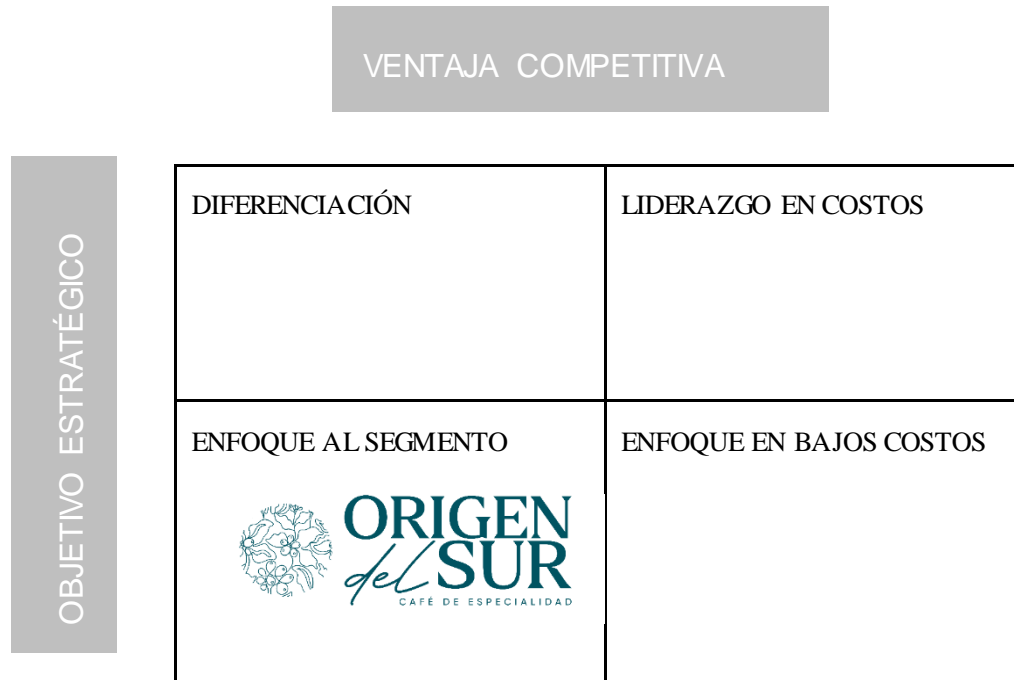 VENTAJA COMPETITIVA
OBJETIVO ESTRATÉGICO
DIFERENCIACIÓN
LIDERAZGO EN COSTOS
ENFOQUE AL SEGMENTO
ENFOQUE EN BAJOS COSTOS
ORIGEN
del SUR
CAFÉ DE ESPECIALIDAD